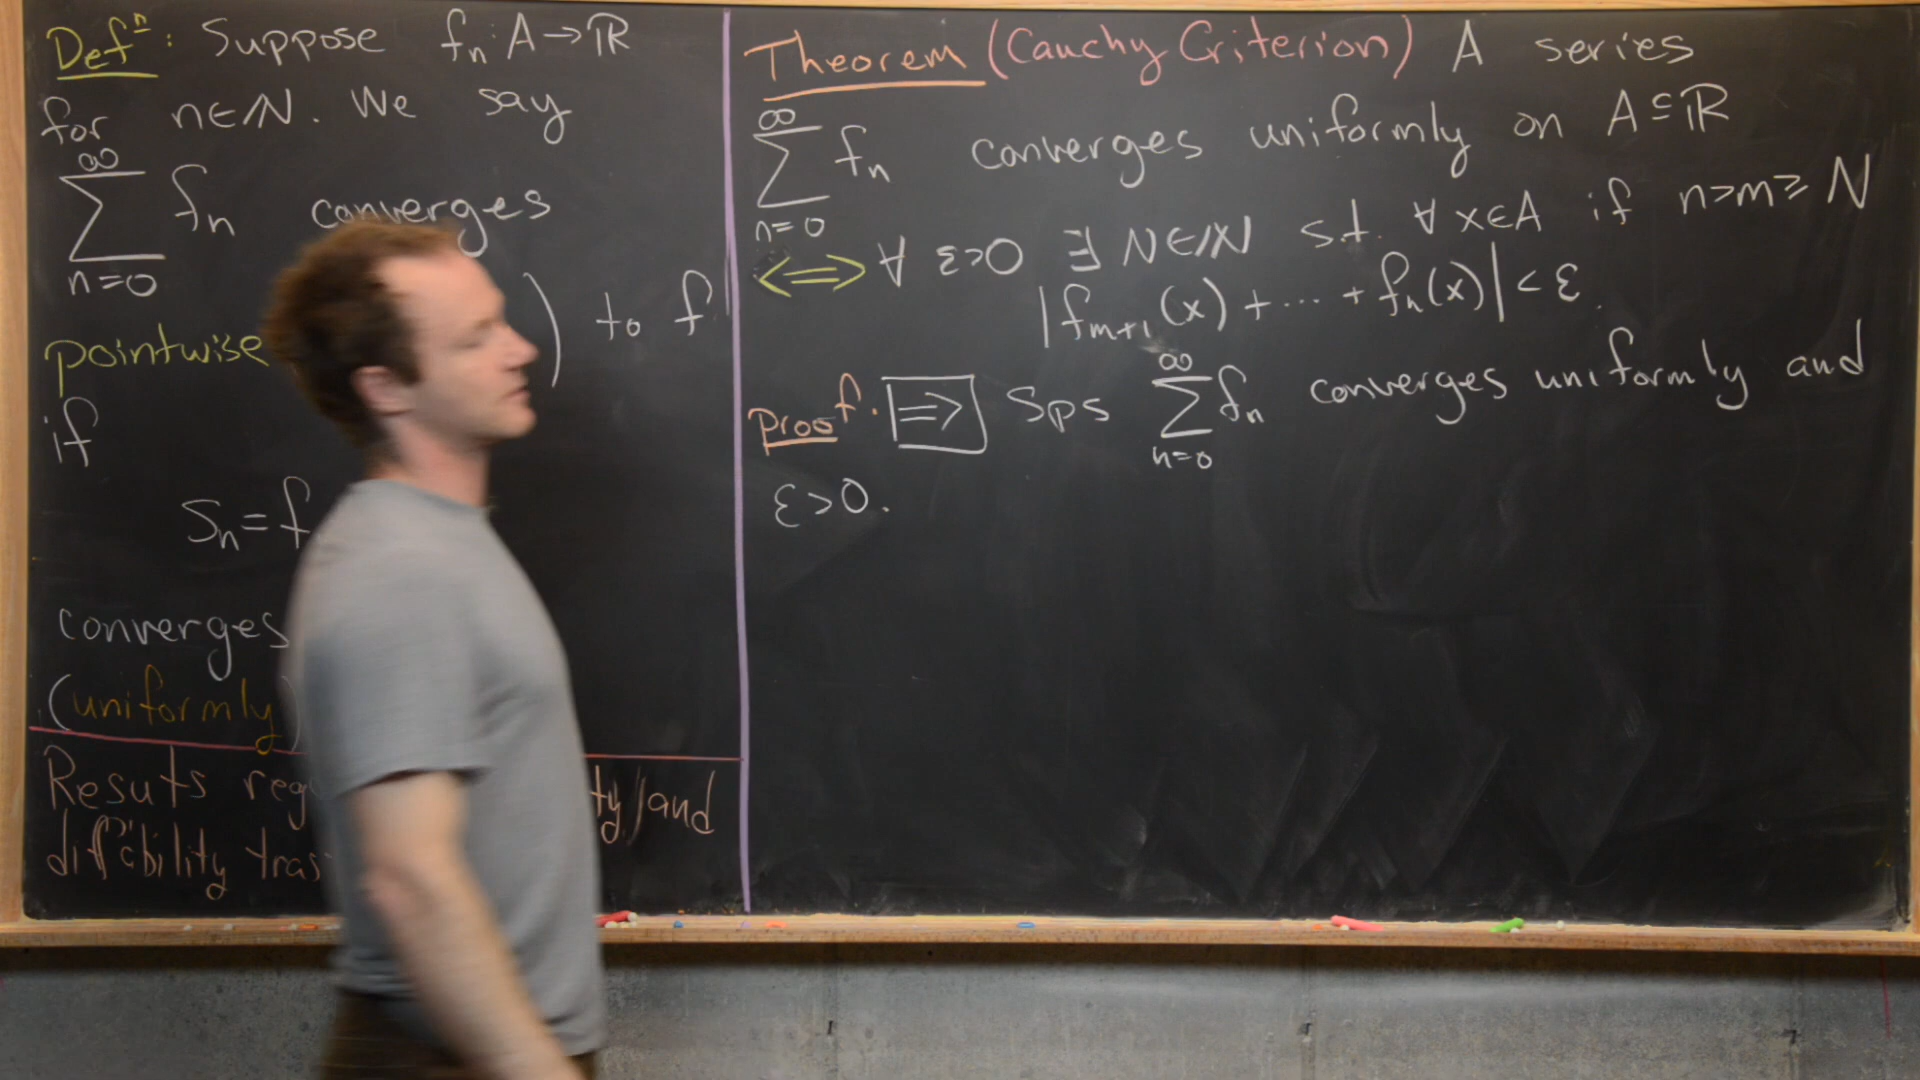 Defⁿ: Suppose fₙ: A → ℝ
for n∈ℕ. We say
∞
∑ fₙ converges
n=0
pointwise ) to f
if
Sₙ = f
converges
(uniformly)
Resuts reg ty/and
diff'bility tras
Theorem (Cauchy Criterion) A series
∞
∑ fₙ converges uniformly on A⊆ℝ
n=0
⟺ ∀ ε>0 ∃ N∈ℕ s.t. ∀ x∈A if n>m≥N
|fₘ₊₁(x) + ... + fₙ(x)| < ε.
Proof. ⇒ Sps ∞∑n=0 fₙ converges uniformly and
ε>0.